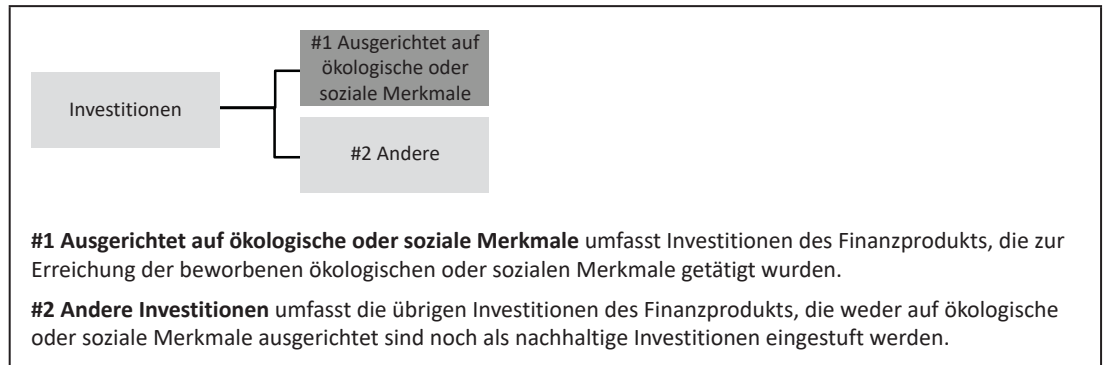 #1 Ausgerichtet auf
ökologische oder
soziale Merkmale
Investitionen
#2 Andere
#1 Ausgerichtet auf ökologische oder soziale Merkmale umfasst Investitionen des Finanzprodukts, die zur
Erreichung der beworbenen ökologischen oder sozialen Merkmale getätigt wurden.
#2 Andere Investitionen umfasst die übrigen Investitionen des Finanzprodukts, die weder auf ökologische
oder soziale Merkmale ausgerichtet sind noch als nachhaltige Investitionen eingestuft werden.